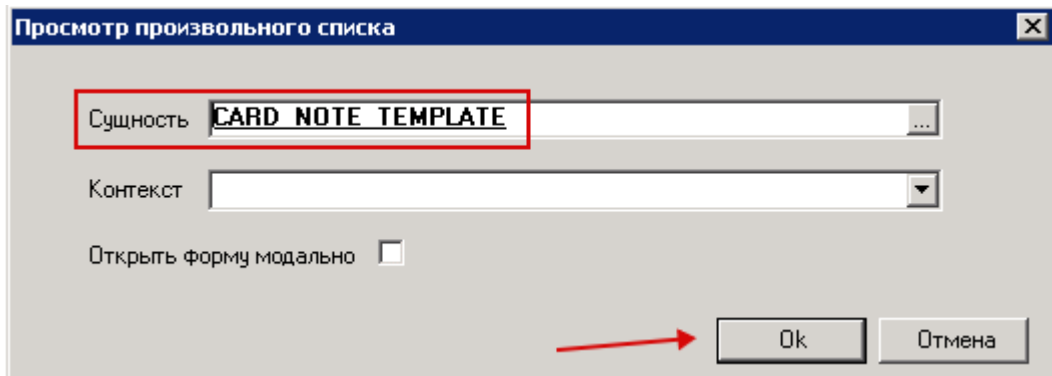 Просмотр произвольного списка
Сущность CARD_NOTE_TEMPLATE ...
Контекст
Открыть форму модально
Ok Отмена